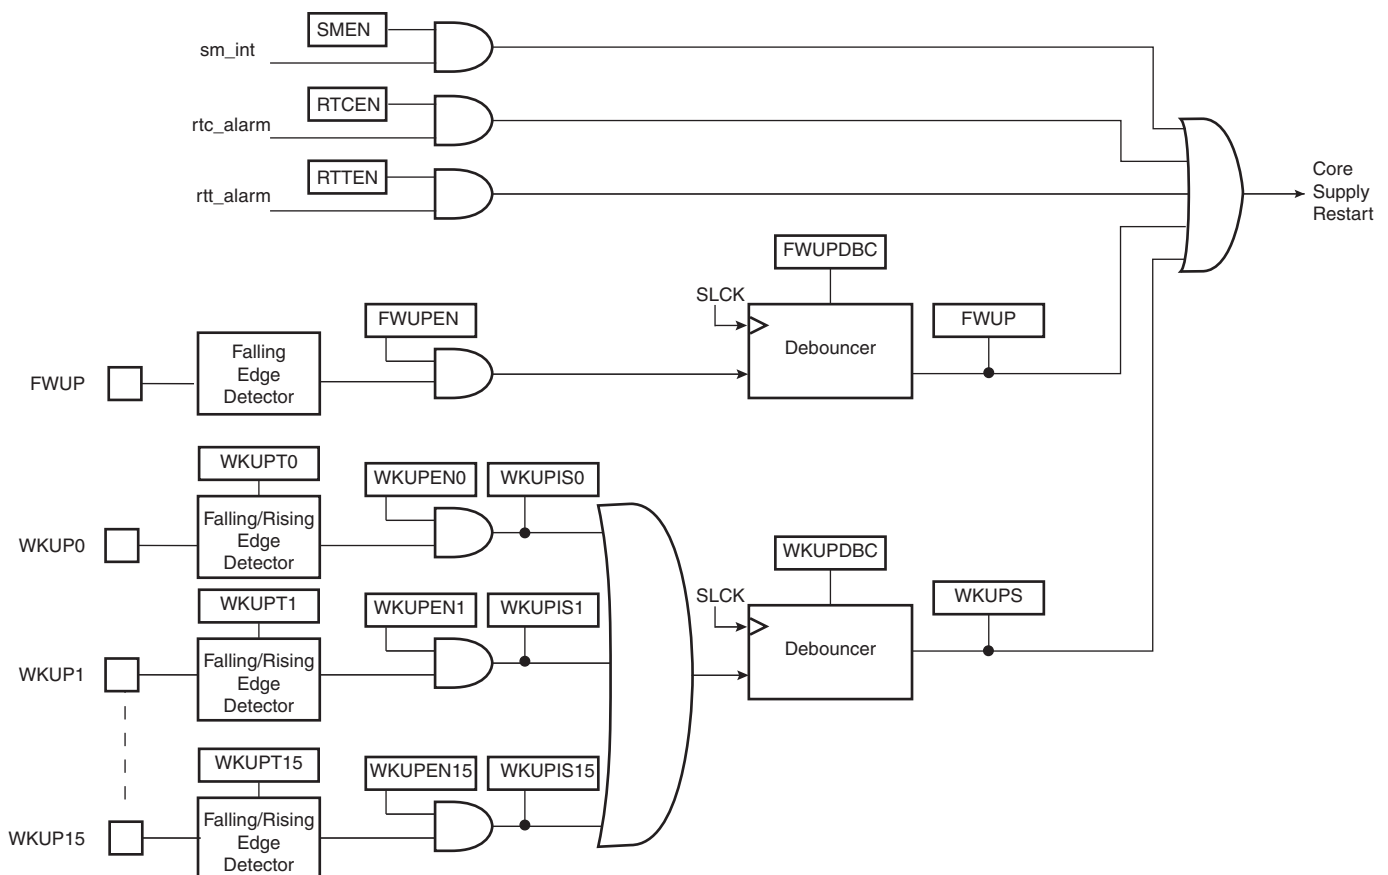 SMEN
sm_int
RTCEN
rtc_alarm
RTTEN
rtt_alarm
Core
Supply
Restart
FWUPDBC
SLCK
FWUPEN
FWUP
Debouncer
Falling
Edge
Detector
FWUP
WKUPT0
WKUPEN0
WKUPIS0
Falling/Rising
Edge
Detector
WKUP0
WKUPDBC
SLCK
WKUPT1
WKUPEN1
WKUPIS1
WKUPS
Debouncer
Falling/Rising
Edge
Detector
WKUP1
WKUPT15
WKUPEN15
WKUPIS15
Falling/Rising
Edge
Detector
WKUP15